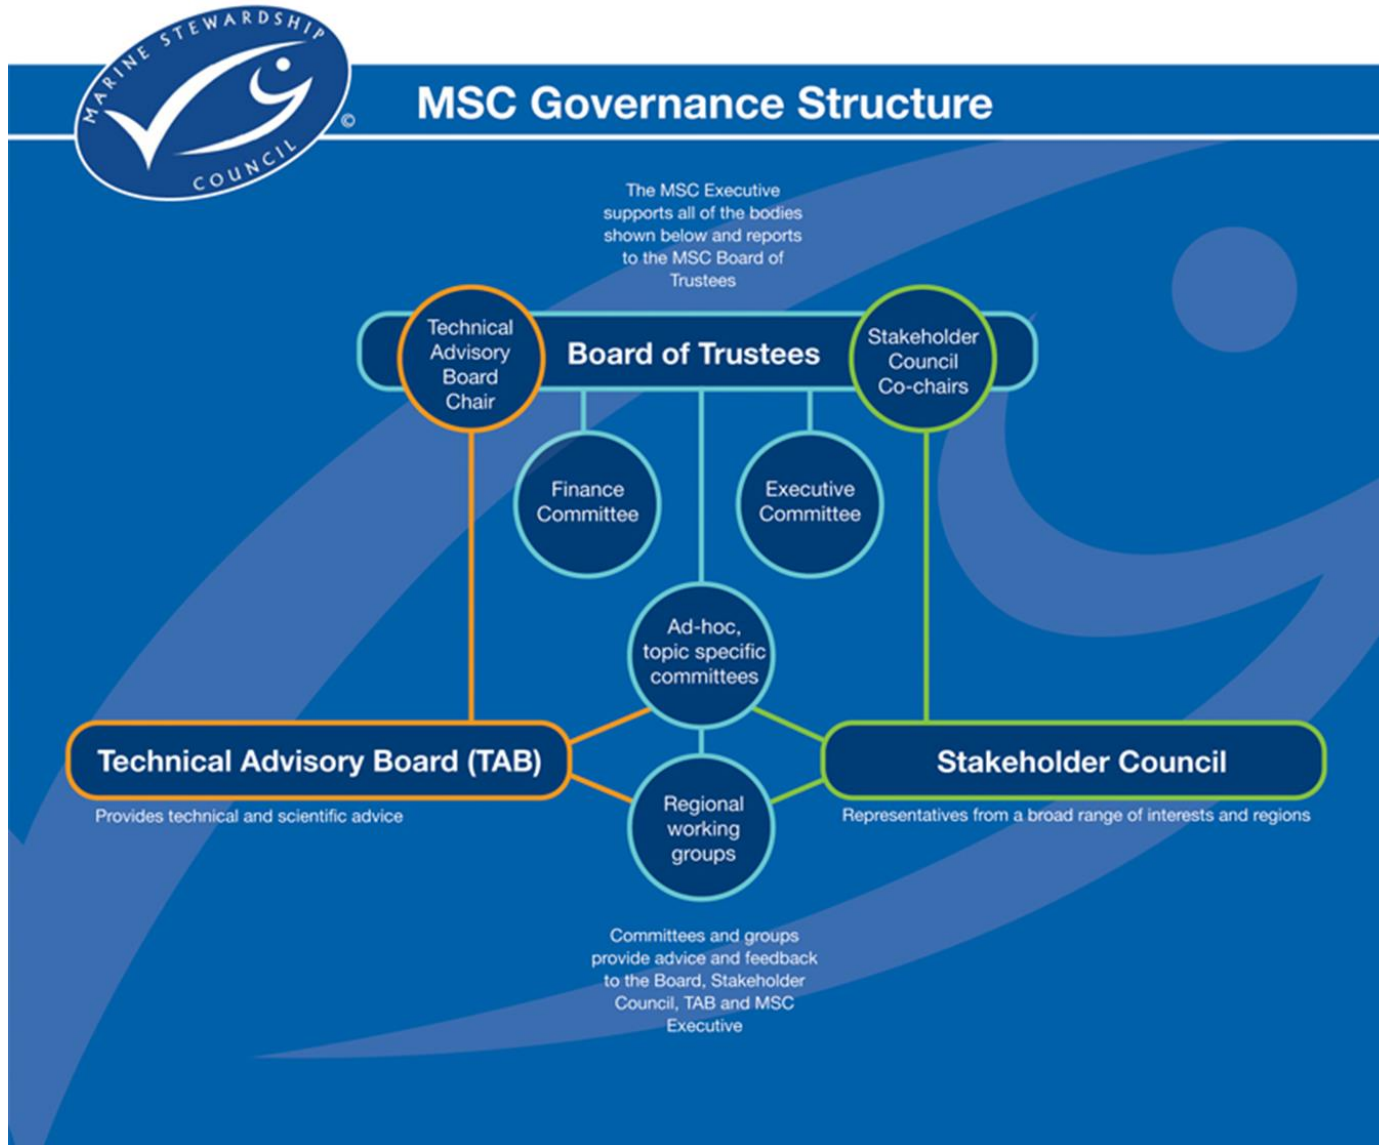 MARINE STEWARDSHIP
COUNCIL
©
MSC Governance Structure
The MSC Executive
supports all of the bodies
shown below and reports
to the MSC Board of
Trustees
Technical
Advisory
Board
Chair
Board of Trustees
Stakeholder
Council
Co-chairs
Finance
Committee
Executive
Committee
Ad-hoc,
topic specific
committees
Technical Advisory Board (TAB)
Provides technical and scientific advice
Stakeholder Council
Representatives from a broad range of interests and regions
Regional
working
groups
Committees and groups
provide advice and feedback
to the Board, Stakeholder
Council, TAB and MSC
Executive